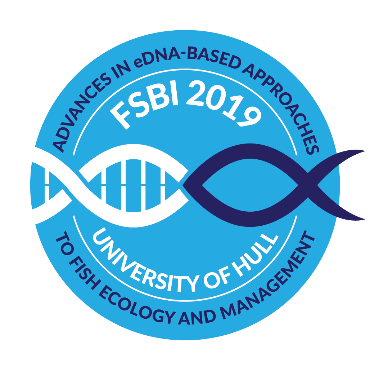 ADVANCES IN eDNA-BASED APPROACHES
FSBI 2019
UNIVERSITY OF HULL
TO FISH ECOLOGY AND MANAGEMENT